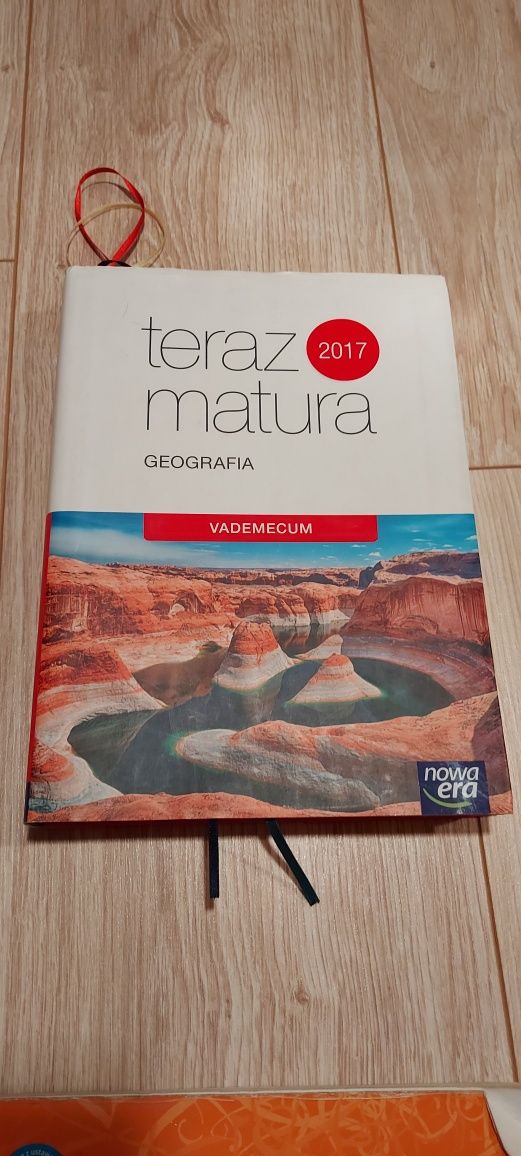 teraz 2017
matura
GEOGRAFIA
VADEMECUM
nowa
era